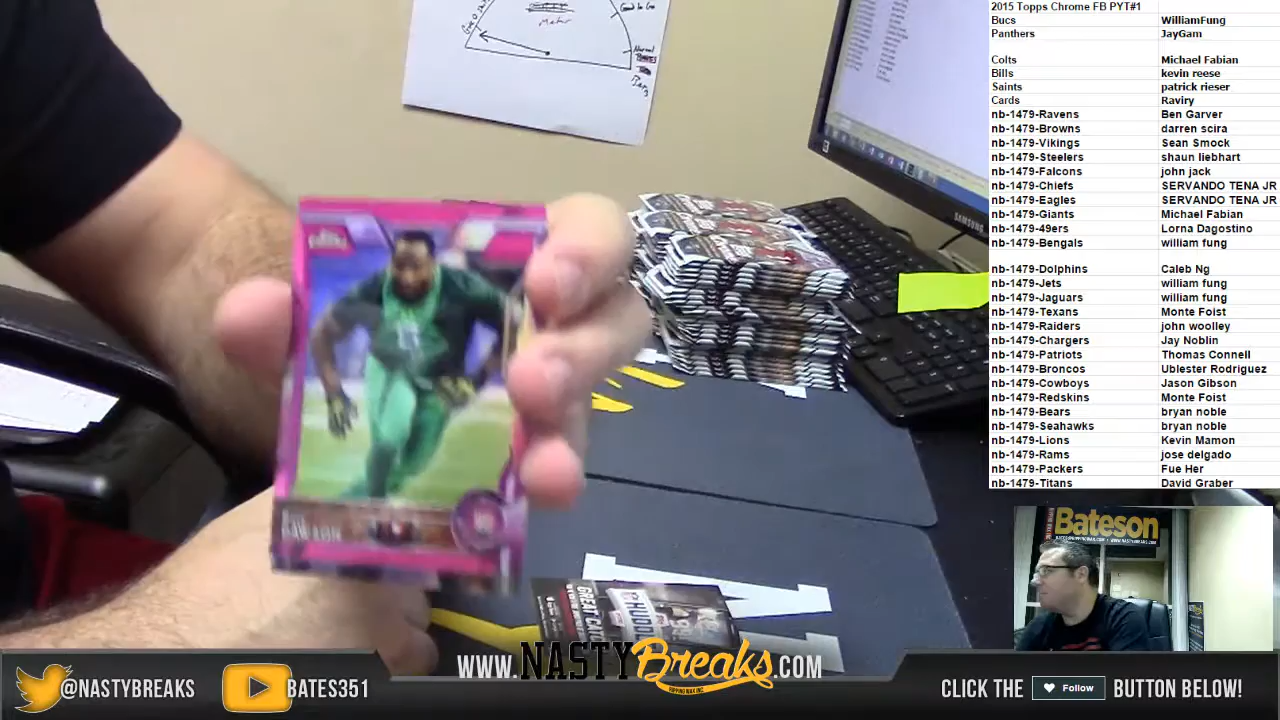 2015 Topps Chrome FB PYT#1
Bucs WilliamFung
Panthers JayGam
Colts Michael Fabian
Bills kevin reese
Saints patrick rieser
Cards Raviry
nb-1479-Ravens Ben Garver
nb-1479-Browns darren scira
nb-1479-Vikings Sean Smock
nb-1479-Steelers shaun liebhart
nb-1479-Falcons john jack
nb-1479-Chiefs SERVANDO TENA JR
nb-1479-Eagles SERVANDO TENA JR
nb-1479-Giants Michael Fabian
nb-1479-49ers Lorna Dagostino
nb-1479-Bengals william fung
nb-1479-Dolphins Caleb Ng
nb-1479-Jets william fung
nb-1479-Jaguars william fung
nb-1479-Texans Monte Foist
nb-1479-Raiders john woolley
nb-1479-Chargers Jay Noblin
nb-1479-Patriots Thomas Connell
nb-1479-Broncos Ublester Rodriguez
nb-1479-Cowboys Jason Gibson
nb-1479-Redskins Monte Foist
nb-1479-Bears bryan noble
nb-1479-Seahawks bryan noble
nb-1479-Lions Kevin Mamon
nb-1479-Rams jose delgado
nb-1479-Packers Fue Her
nb-1479-Titans David Graber
Meter
Normal
SAMSUNG
GREAT CATCH
Bateson
@NASTYBREAKS
BATES351
WWW.NASTYBreaks.COM
CLICK THE Follow BUTTON BELOW!